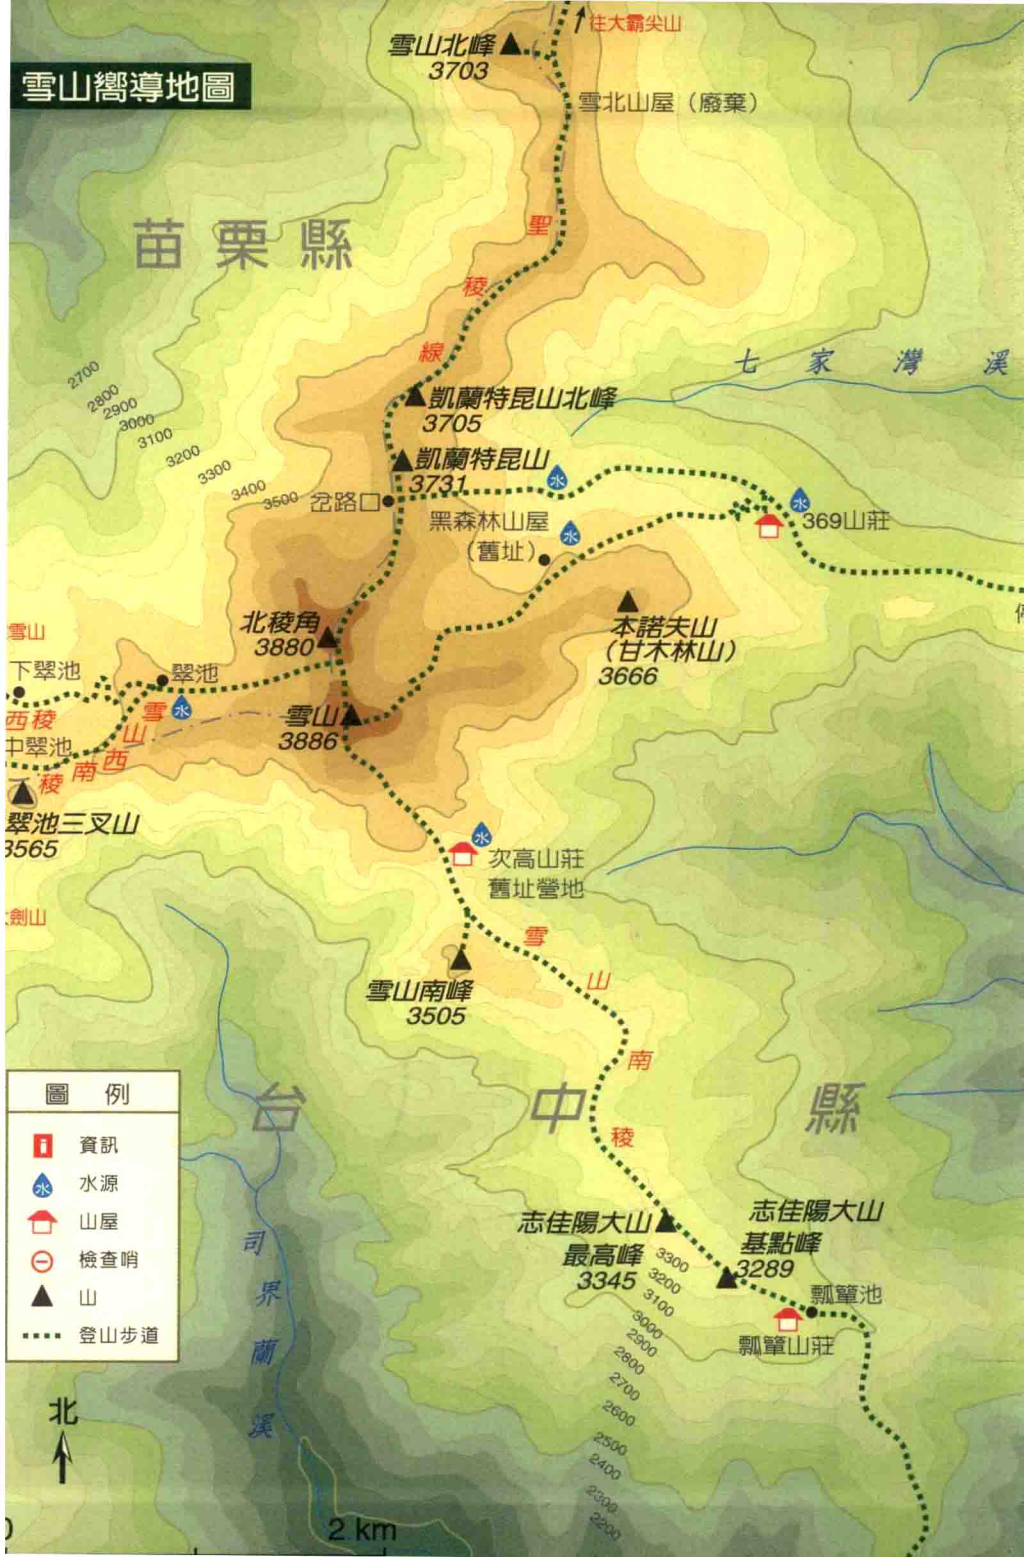 往大霸尖山
雪山北峰
3703
雪山嚮導地圖
雪北山屋（廢棄）
苗栗縣
聖
稜
線
七家灣溪
2700
2800
2900
3000
3100
3200
3300
3400
3500
凱蘭特昆山北峰
3705
凱蘭特昆山
3731
水
岔路口
黑森林山屋
（舊址）
水
水
369山莊
北稜角
3880
本諾夫山
（甘木林山）
3666
雪山
下翠池
翠池
水
西稜
中翠池
雪
山
西
南
稜
雪山
3886
翠池三叉山
3565
水
次高山莊
舊址營地
劍山
雪山南峰
3505
雪
山
南
稜
台中縣
圖例
資訊
水 水源
山屋
檢查哨
山
登山步道
司界蘭溪
志佳陽大山
最高峰
3345
志佳陽大山
基點峰
3289
瓢簞池
瓢簞山莊
3300
3200
3100
3000
2900
2800
2700
2600
2500
2400
2300
2200
北
0
2 km